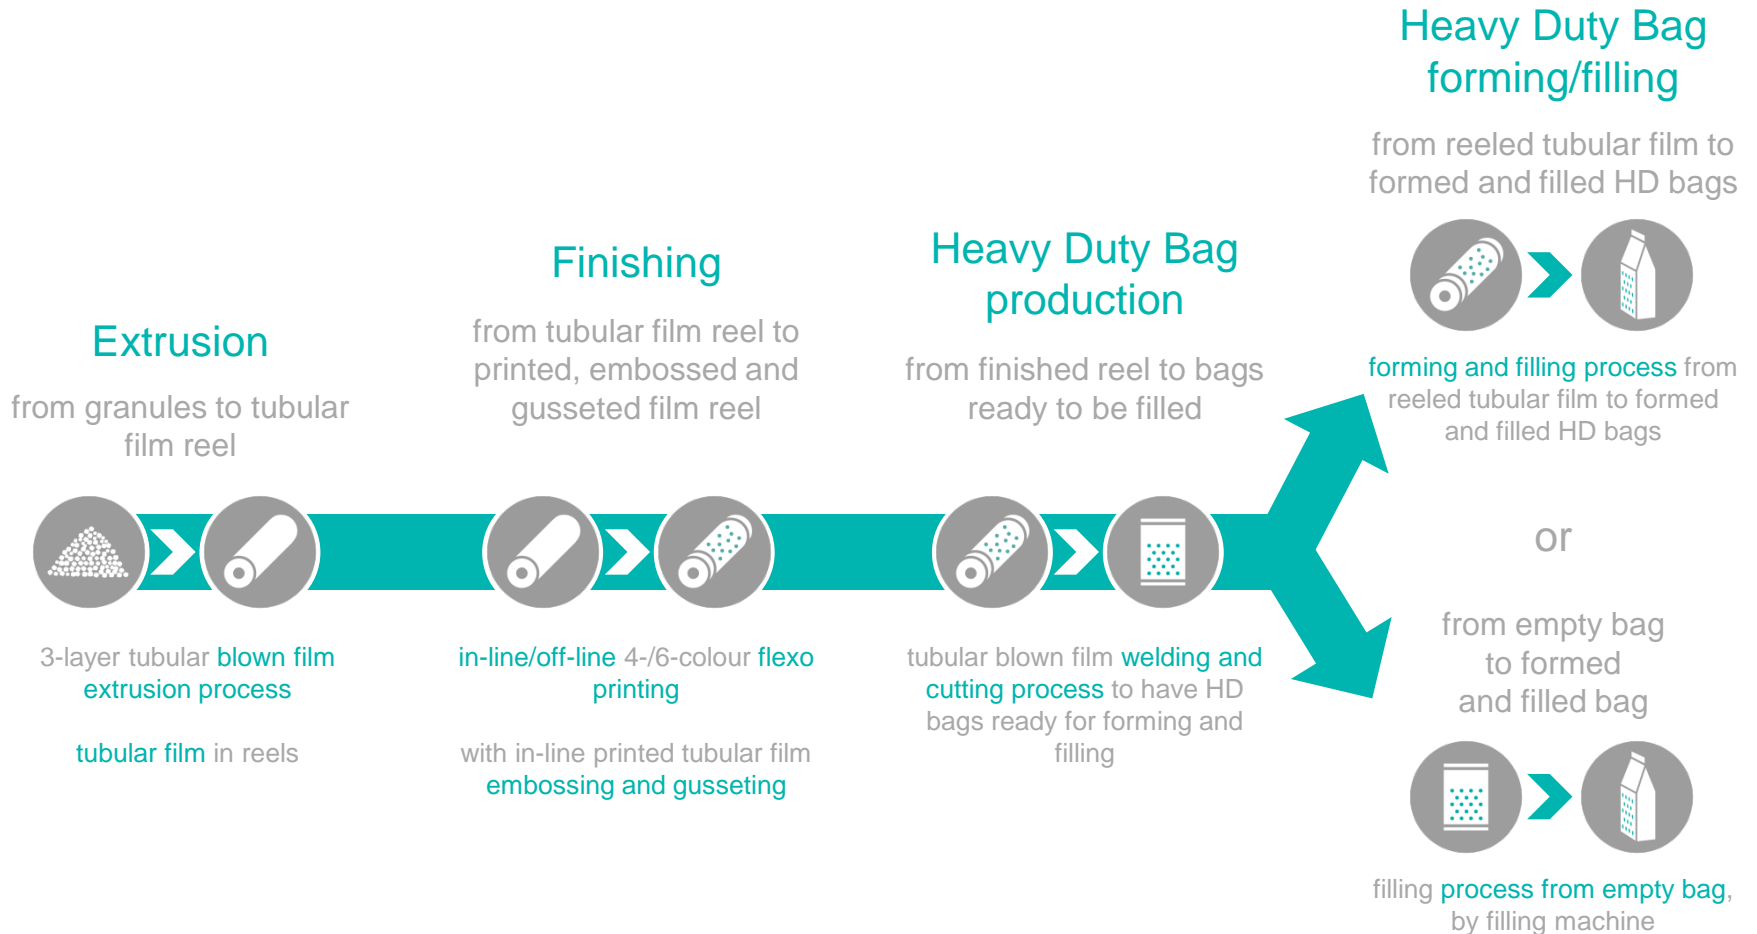 Extrusion
from granules to tubular
film reel
3-layer tubular blown film
extrusion process
tubular film in reels
Finishing
from tubular film reel to
printed, embossed and
gusseted film reel
in-line/off-line 4-/6-colour flexo
printing
with in-line printed tubular film
embossing and gusseting
Heavy Duty Bag
production
from finished reel to bags
ready to be filled
tubular blown film welding and
cutting process to have HD
bags ready for forming and
filling
Heavy Duty Bag
forming/filling
from reeled tubular film to
formed and filled HD bags
forming and filling process from
reeled tubular film to formed
and filled HD bags
or
from empty bag
to formed
and filled bag
filling process from empty bag,
by filling machine